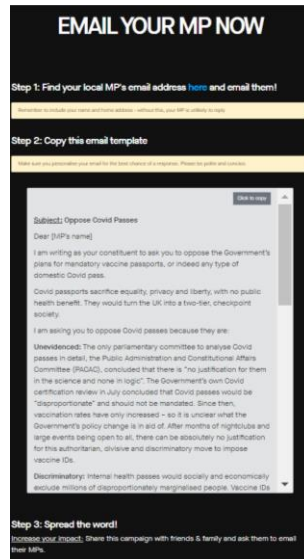 EMAIL YOUR MP NOW
Step 1: Find your local MP's email address here and email them!
Remember to include your name and home address - without this, your MP is unlikely to reply.
Step 2: Copy this email template
Make sure you personalise your email for the best chance of a response. Please be polite and concise.
Click to copy
Subject: Oppose Covid Passes
Dear [MP's name]
I am writing as your constituent to ask you to oppose the Government's
plans for mandatory vaccine passports, or indeed any type of
domestic Covid pass.
Covid passports sacrifice equality, privacy and liberty, with no public
health benefit. They would turn the UK into a two-tier, checkpoint
society.
I am asking you to oppose Covid passes because they are:
Unevidenced: The only parliamentary committee to analyse Covid
passes in detail, the Public Administration and Constitutional Affairs
Committee (PACAC), concluded that there is "no justification for them
in the science and none in logic". The Government's own Covid
certification review in July concluded that Covid passes would be
"disproportionate" and should not be mandated. Since then,
vaccination rates have only increased – so it is unclear what the
Government's policy change is in aid of. After months of nightclubs and
large events being open to all, there can be absolutely no justification
for this authoritarian, divisive and discriminatory move to impose
vaccine IDs.
Discriminatory: Internal health passes would socially and economically
exclude millions of disproportionately marginalised people. Vaccine IDs
Step 3: Spread the word!
Increase your impact: Share this campaign with friends & family and ask them to email
their MPs.